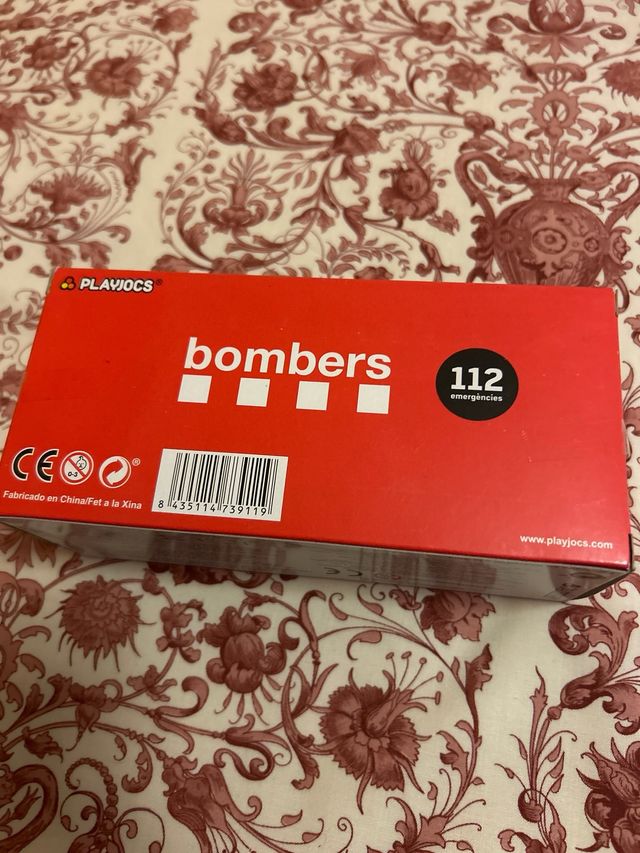 PLAYJOCS®
bombers
112
emergències
CE
0-3
®
Fabricado en China/Fet a la Xina
8 435114 739119
www.playjocs.com